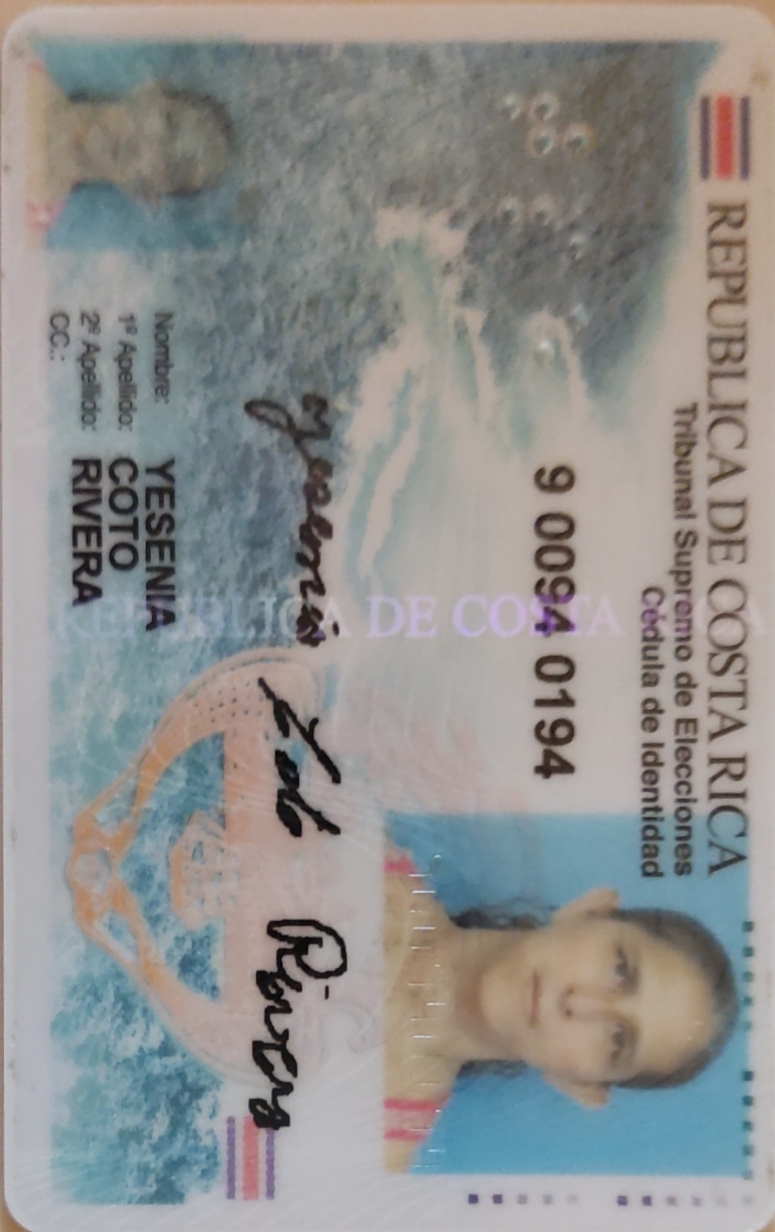 REPUBLICA DE COSTA RICA
Tribunal Supremo de Elecciones
Cédula de Identidad
9 0094 0194
Yesenia Coto Rivera
REPUBLICA DE COSTA
Nombre: YESENIA
1º Apellido: COTO
2º Apellido: RIVERA
CC.: